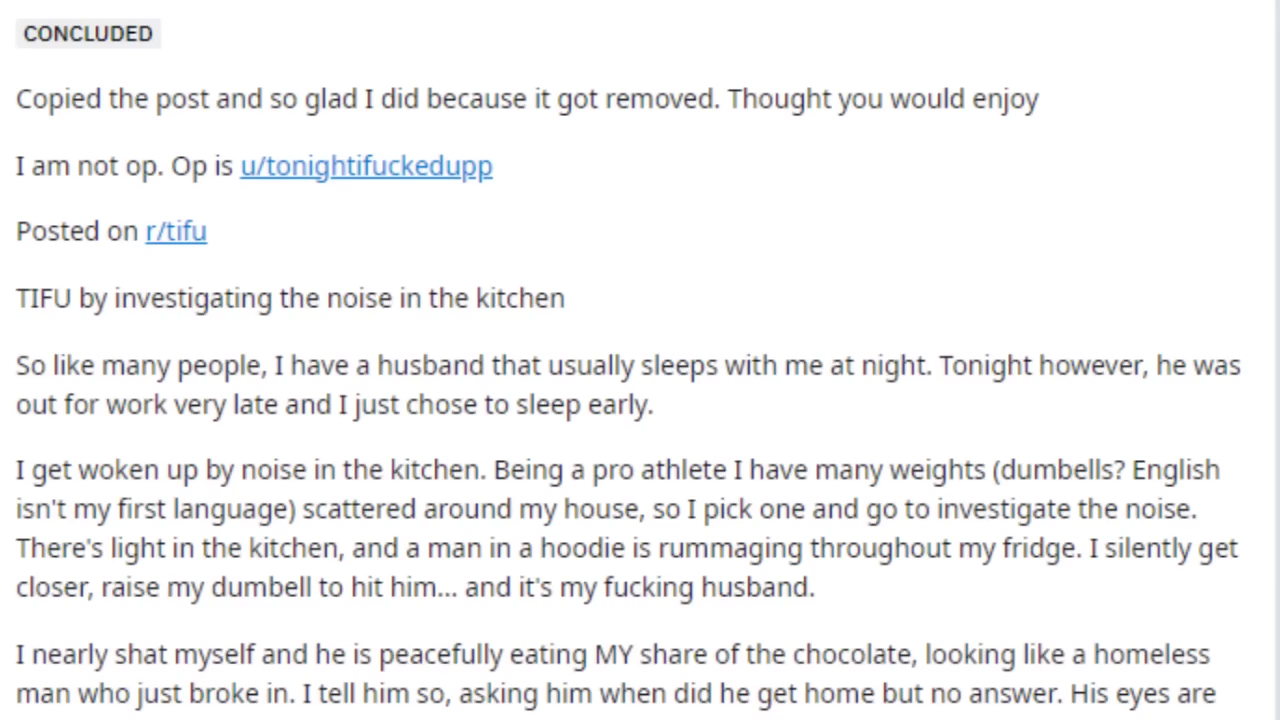 CONCLUDED
Copied the post and so glad I did because it got removed. Thought you would enjoy
I am not op. Op is u/tonightifuckedupp
Posted on r/tifu
TIFU by investigating the noise in the kitchen
So like many people, I have a husband that usually sleeps with me at night. Tonight however, he was
out for work very late and I just chose to sleep early.
I get woken up by noise in the kitchen. Being a pro athlete I have many weights (dumbells? English
isn't my first language) scattered around my house, so I pick one and go to investigate the noise.
There's light in the kitchen, and a man in a hoodie is rummaging throughout my fridge. I silently get
closer, raise my dumbell to hit him... and it's my fucking husband.
I nearly shat myself and he is peacefully eating MY share of the chocolate, looking like a homeless
man who just broke in. I tell him so, asking him when did he get home but no answer. His eyes are